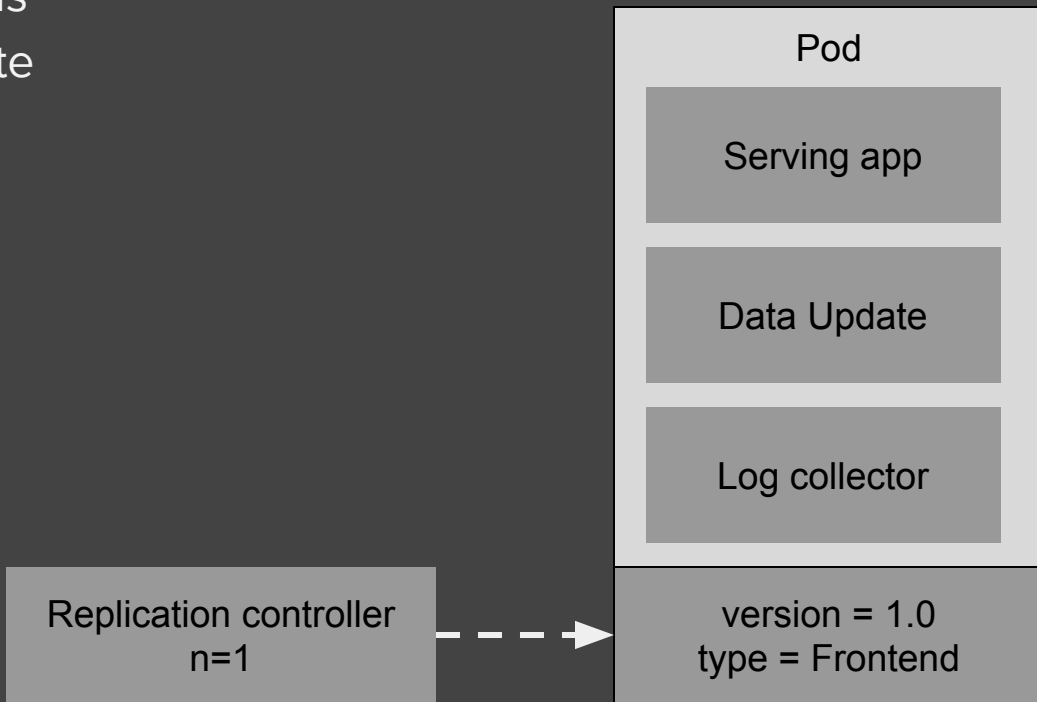 Pod
Serving app
Data Update
Log collector
Replication controller
n=1
version = 1.0
type = Frontend